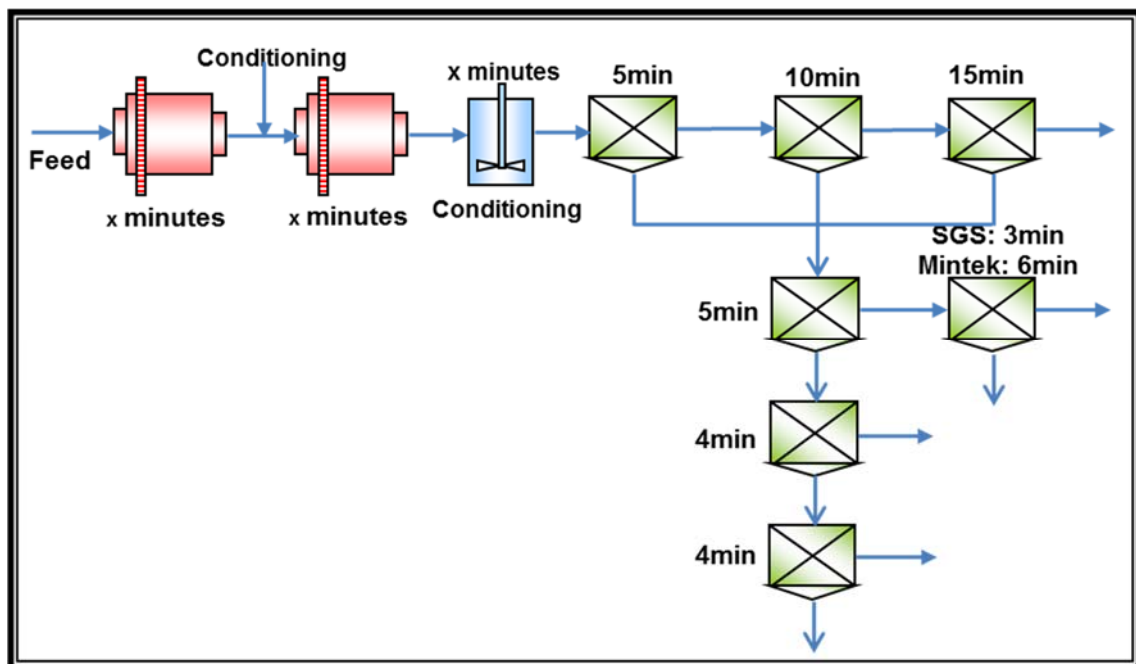 Conditioning
x minutes
5min
10min
15min
Feed
x minutes
x minutes
Conditioning
SGS: 3min
Mintek: 6min
5min
4min
4min